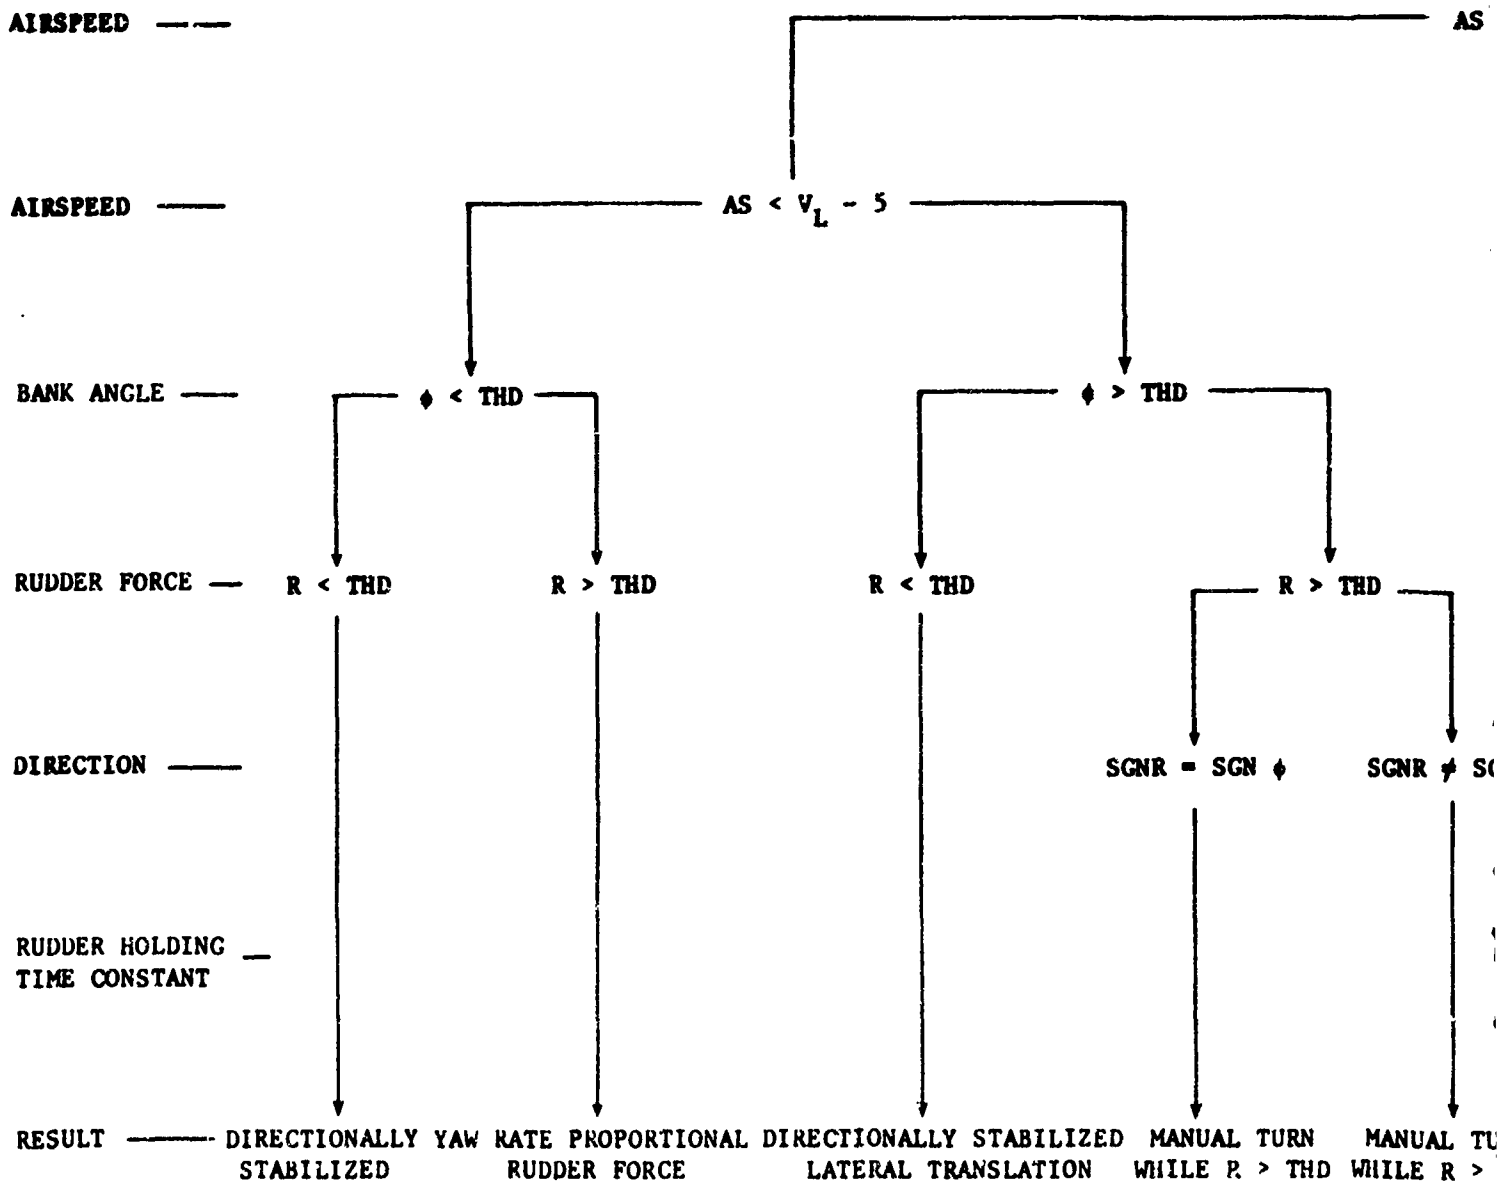 AIRSPEED AS
AIRSPEED AS < V_L - 5
BANK ANGLE ϕ < THD ϕ > THD
RUDDER FORCE R < THD R > THD R < THD R > THD
DIRECTION SGNR = SGN ϕ SGNR ≠
RUDDER HOLDING
TIME CONSTANT
RESULT DIRECTIONALLY YAW RATE PROPORTIONAL DIRECTIONALLY STABILIZED MANUAL TURN MANUAL
STABILIZED RUDDER FORCE LATERAL TRANSLATION WHILE R > THD WHILE R >